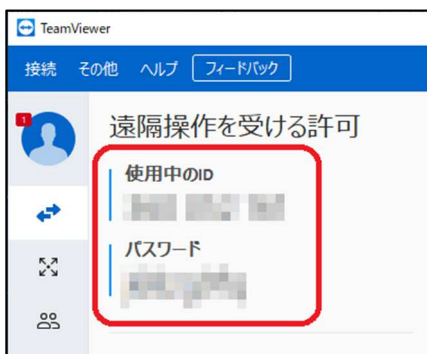 TeamViewer
接続 その他 ヘルプ フィードバック
1
遠隔操作を受ける許可
使用中のID
パスワード